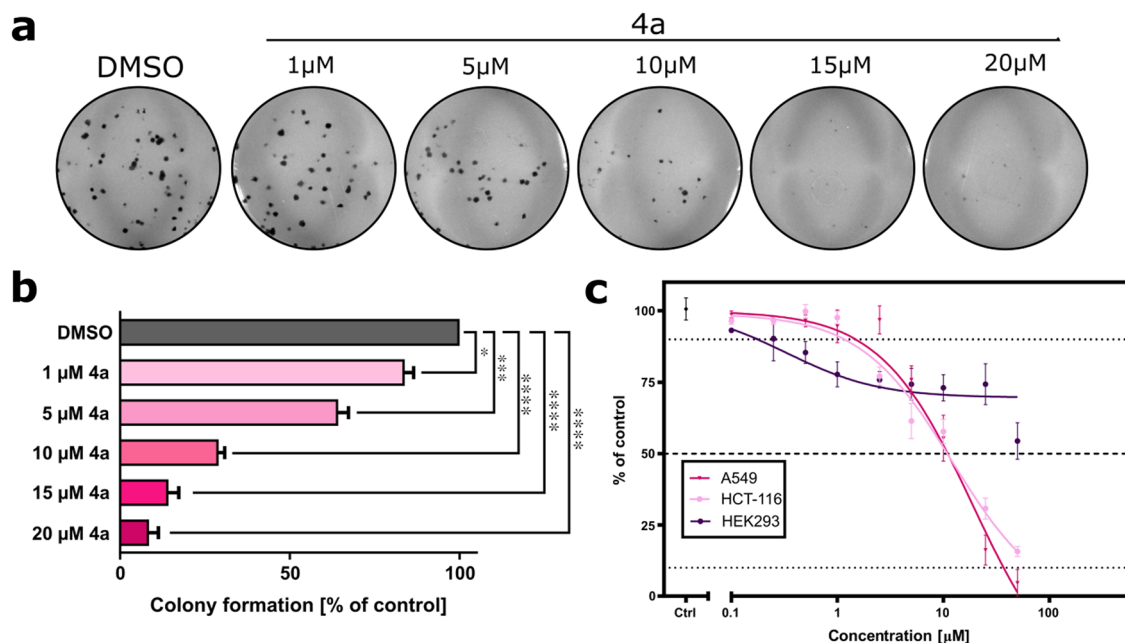 a
4a
DMSO
1µM
5µM
10µM
15µM
20µM
b
DMSO
1 µM 4a
5 µM 4a
10 µM 4a
15 µM 4a
20 µM 4a
*
***
****
****
****
0
50
100
Colony formation [% of control]
c
100
75
50
25
0
% of control
A549
HCT-116
HEK293
Ctrl
0.1
1
10
100
Concentration [µM]